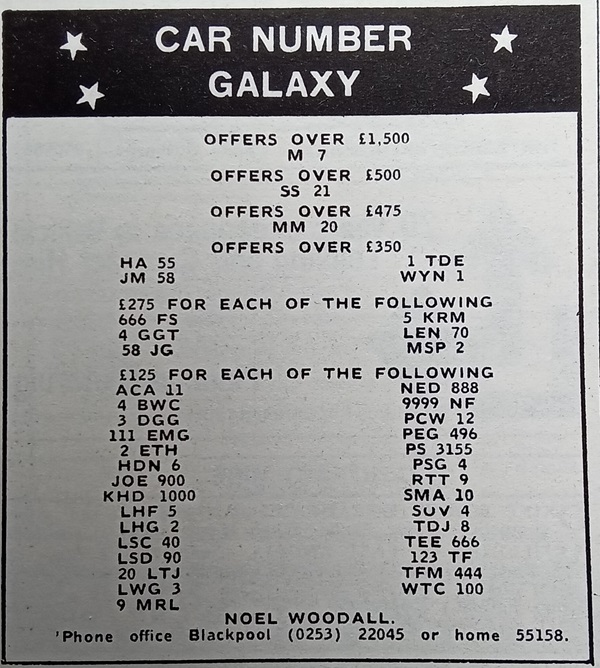 CAR NUMBER
GALAXY
OFFERS OVER £1,500
M 7
OFFERS OVER £500
SS 21
OFFERS OVER £475
MM 20
OFFERS OVER £350
HA 55 1 TDE
JM 58 WYN 1
£275 FOR EACH OF THE FOLLOWING
666 FS 5 KRM
4 GGT LEN 70
58 JG MSP 2
£125 FOR EACH OF THE FOLLOWING
ACA 11 NED 888
4 BWC 9999 NF
3 DGG PCW 12
111 EMG PEG 496
2 ETH PS 3155
HDN 6 PSG 4
JOE 900 RTT 9
KHD 1000 SMA 10
LHF 5 SUV 4
LHG 2 TDJ 8
LSC 40 TEE 666
LSD 90 123 TF
20 LTJ TFM 444
LWG 3 WTC 100
9 MRL
NOEL WOODALL.
'Phone office Blackpool (0253) 22045 or home 55158.